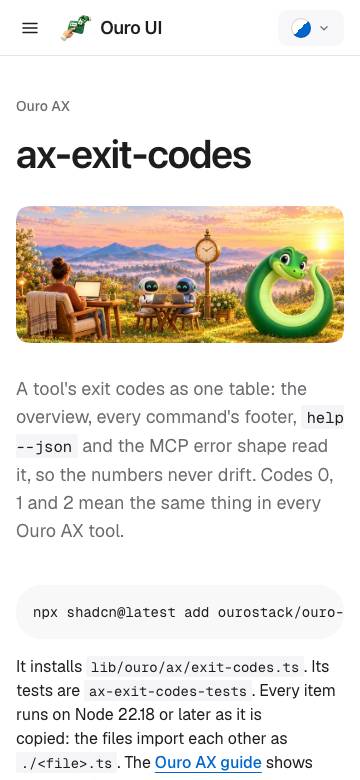 Ouro UI
Ouro AX
ax-exit-codes
A tool's exit codes as one table: the
overview, every command's footer, help
--json and the MCP error shape read
it, so the numbers never drift. Codes 0,
1 and 2 mean the same thing in every
Ouro AX tool.
npx shadcn@latest add ourostack/ouro-
It installs lib/ouro/ax/exit-codes.ts. Its
tests are ax-exit-codes-tests. Every item
runs on Node 22.18 or later as it is
copied: the files import each other as
./<file>.ts. The Ouro AX guide shows